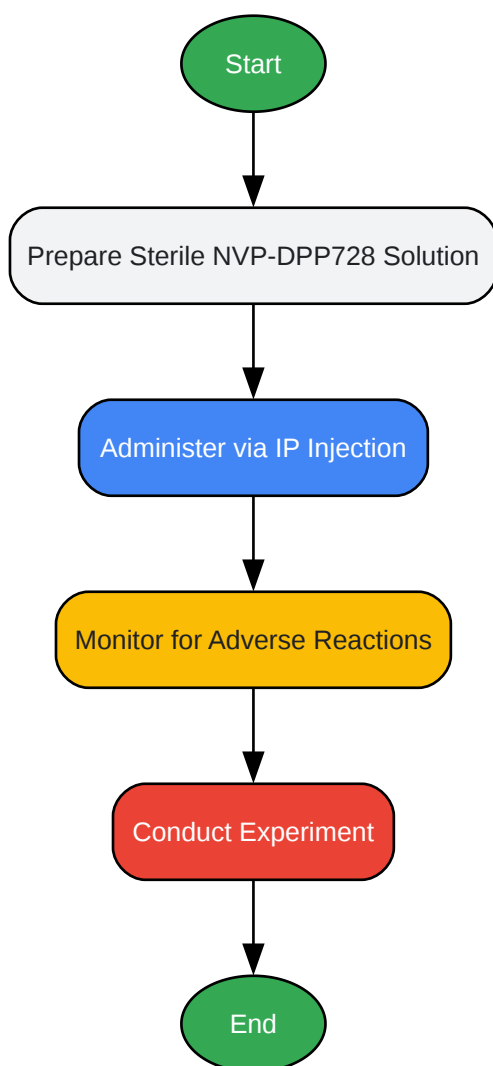 Start
Prepare Sterile NVP-DPP728 Solution
Administer via IP Injection
Monitor for Adverse Reactions
Conduct Experiment
End